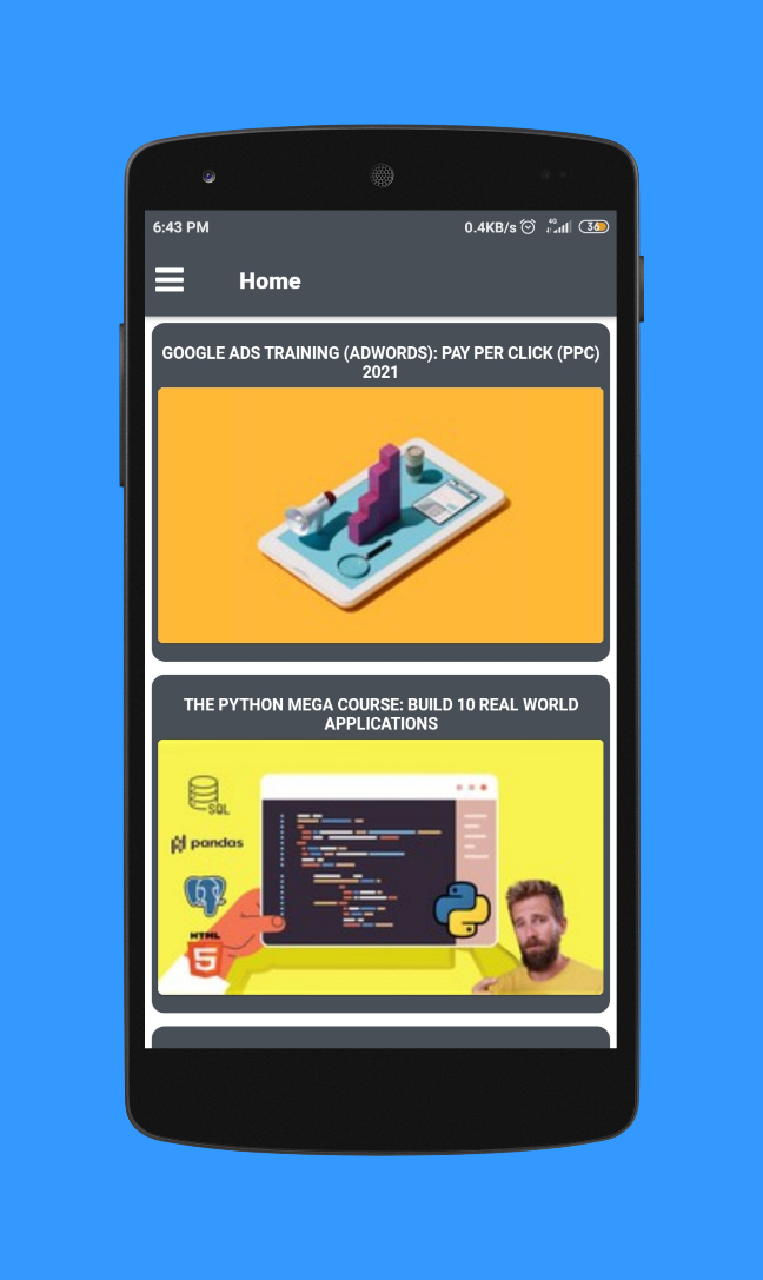 6:43 PM 0.4KB/s 4G 36
Home
GOOGLE ADS TRAINING (ADWORDS): PAY PER CLICK (PPC)
2021
THE PYTHON MEGA COURSE: BUILD 10 REAL WORLD
APPLICATIONS
SQL
pandas
HTML
5